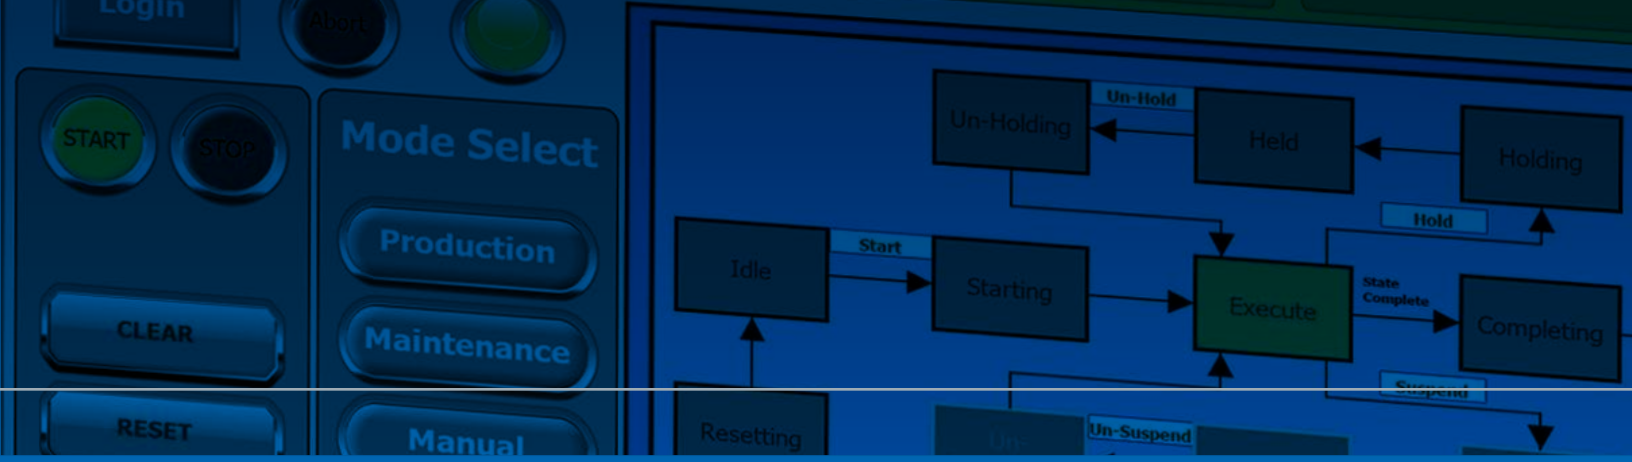 Login
Abort
START
STOP
Mode Select
Production
Maintenance
Manual
CLEAR
RESET
Un-Holding
Un-Hold
Held
Holding
Hold
Idle
Start
Starting
Execute
State
Complete
Completing
Suspend
Resetting
Un-
Un-Suspend